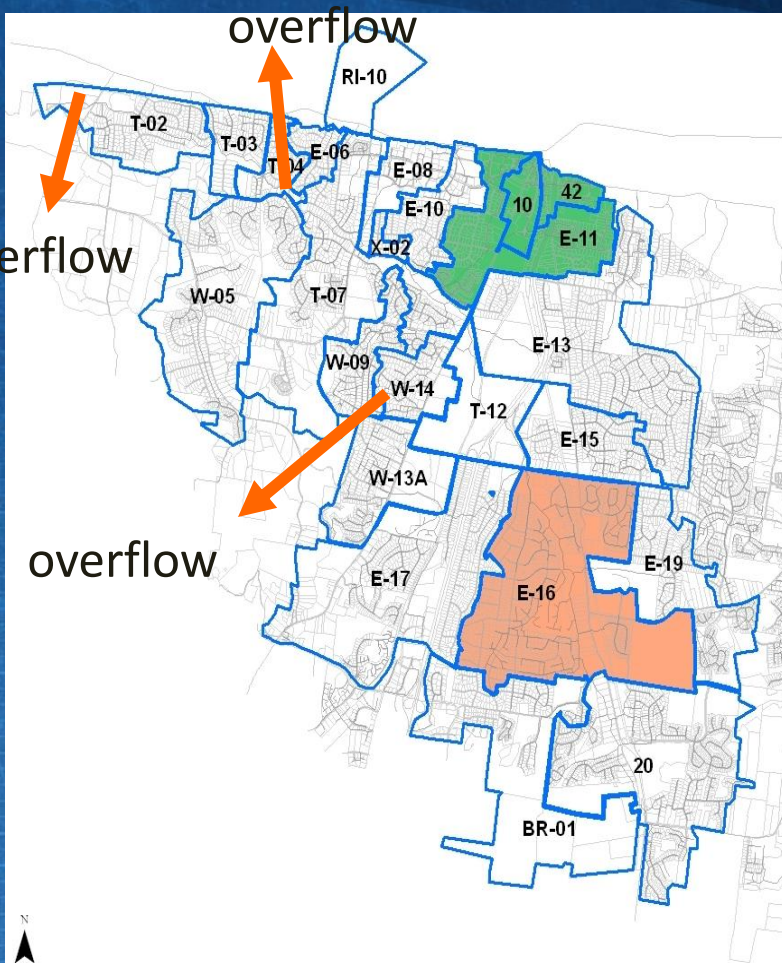 overflow
RI-10
T-02
T-03
T-04
E-06
E-08
E-10
X-02
10
42
E-11
erflow
W-05
T-07
E-13
W-09
W-14
T-12
E-15
W-13A
overflow
E-17
E-16
E-19
20
BR-01
N